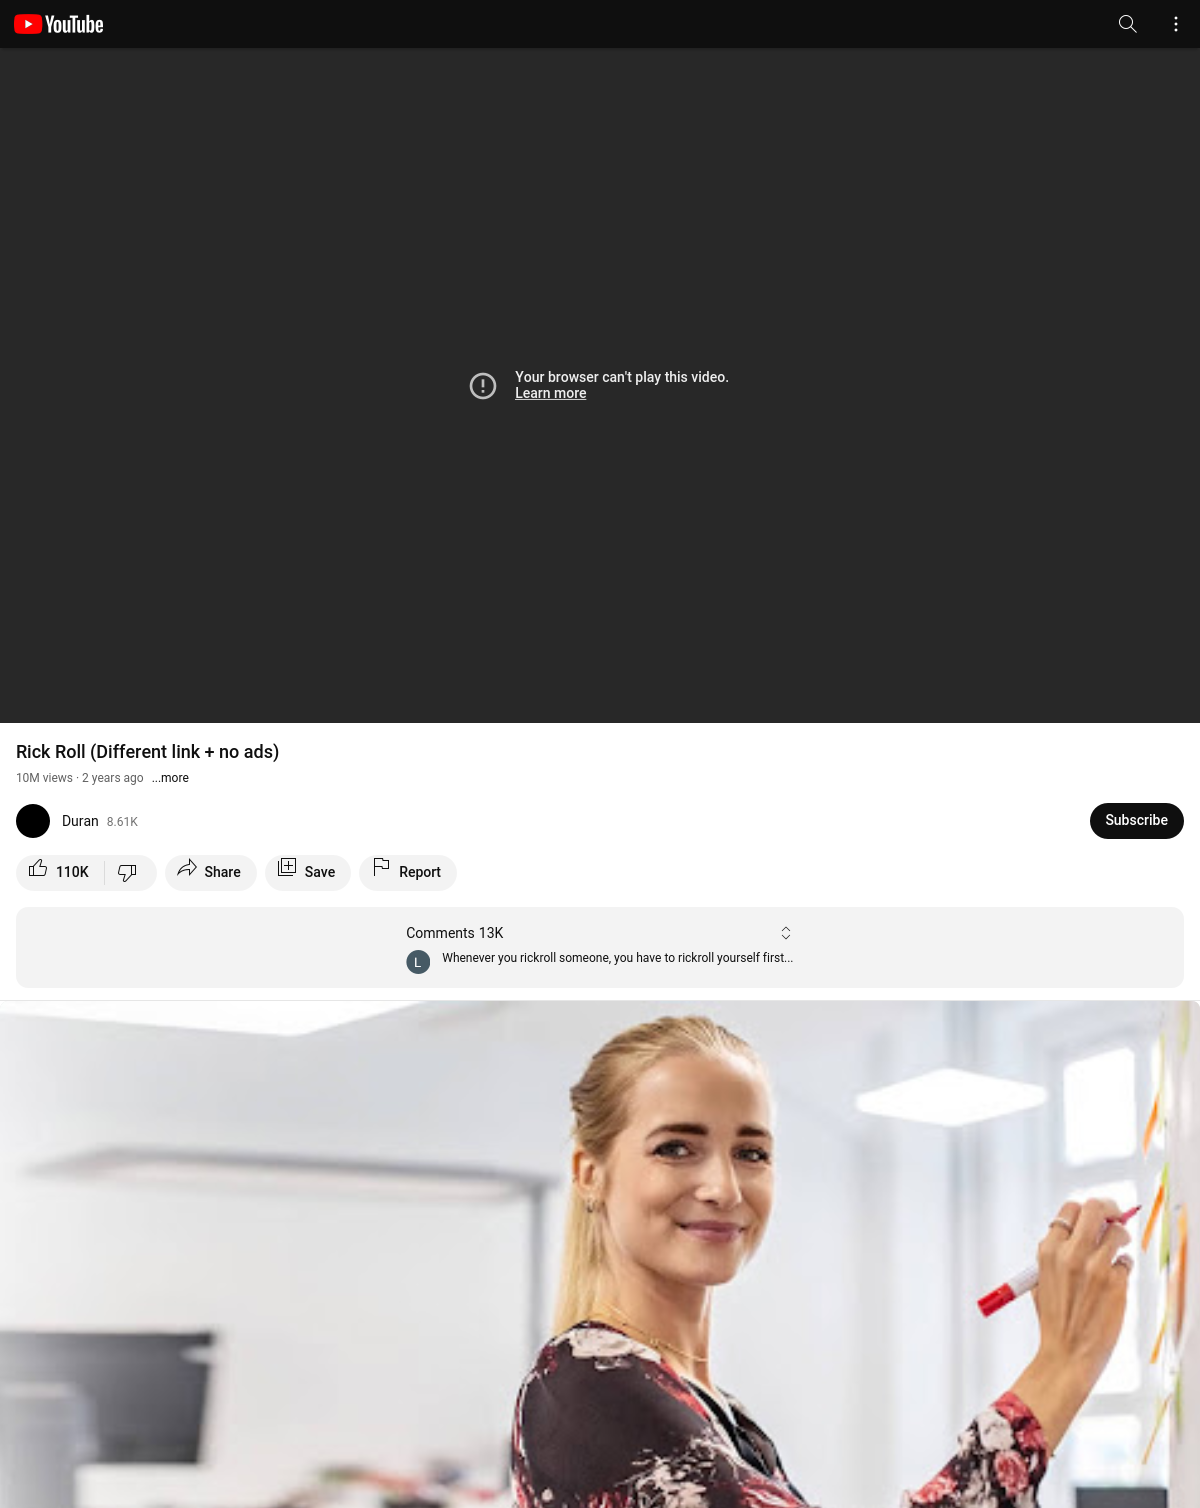 YouTube
Your browser can't play this video.
Learn more
Rick Roll (Different link + no ads)
10M views · 2 years ago ...more
Duran 8.61K
Subscribe
110K
Share
Save
Report
Comments 13K
L
Whenever you rickroll someone, you have to rickroll yourself first...